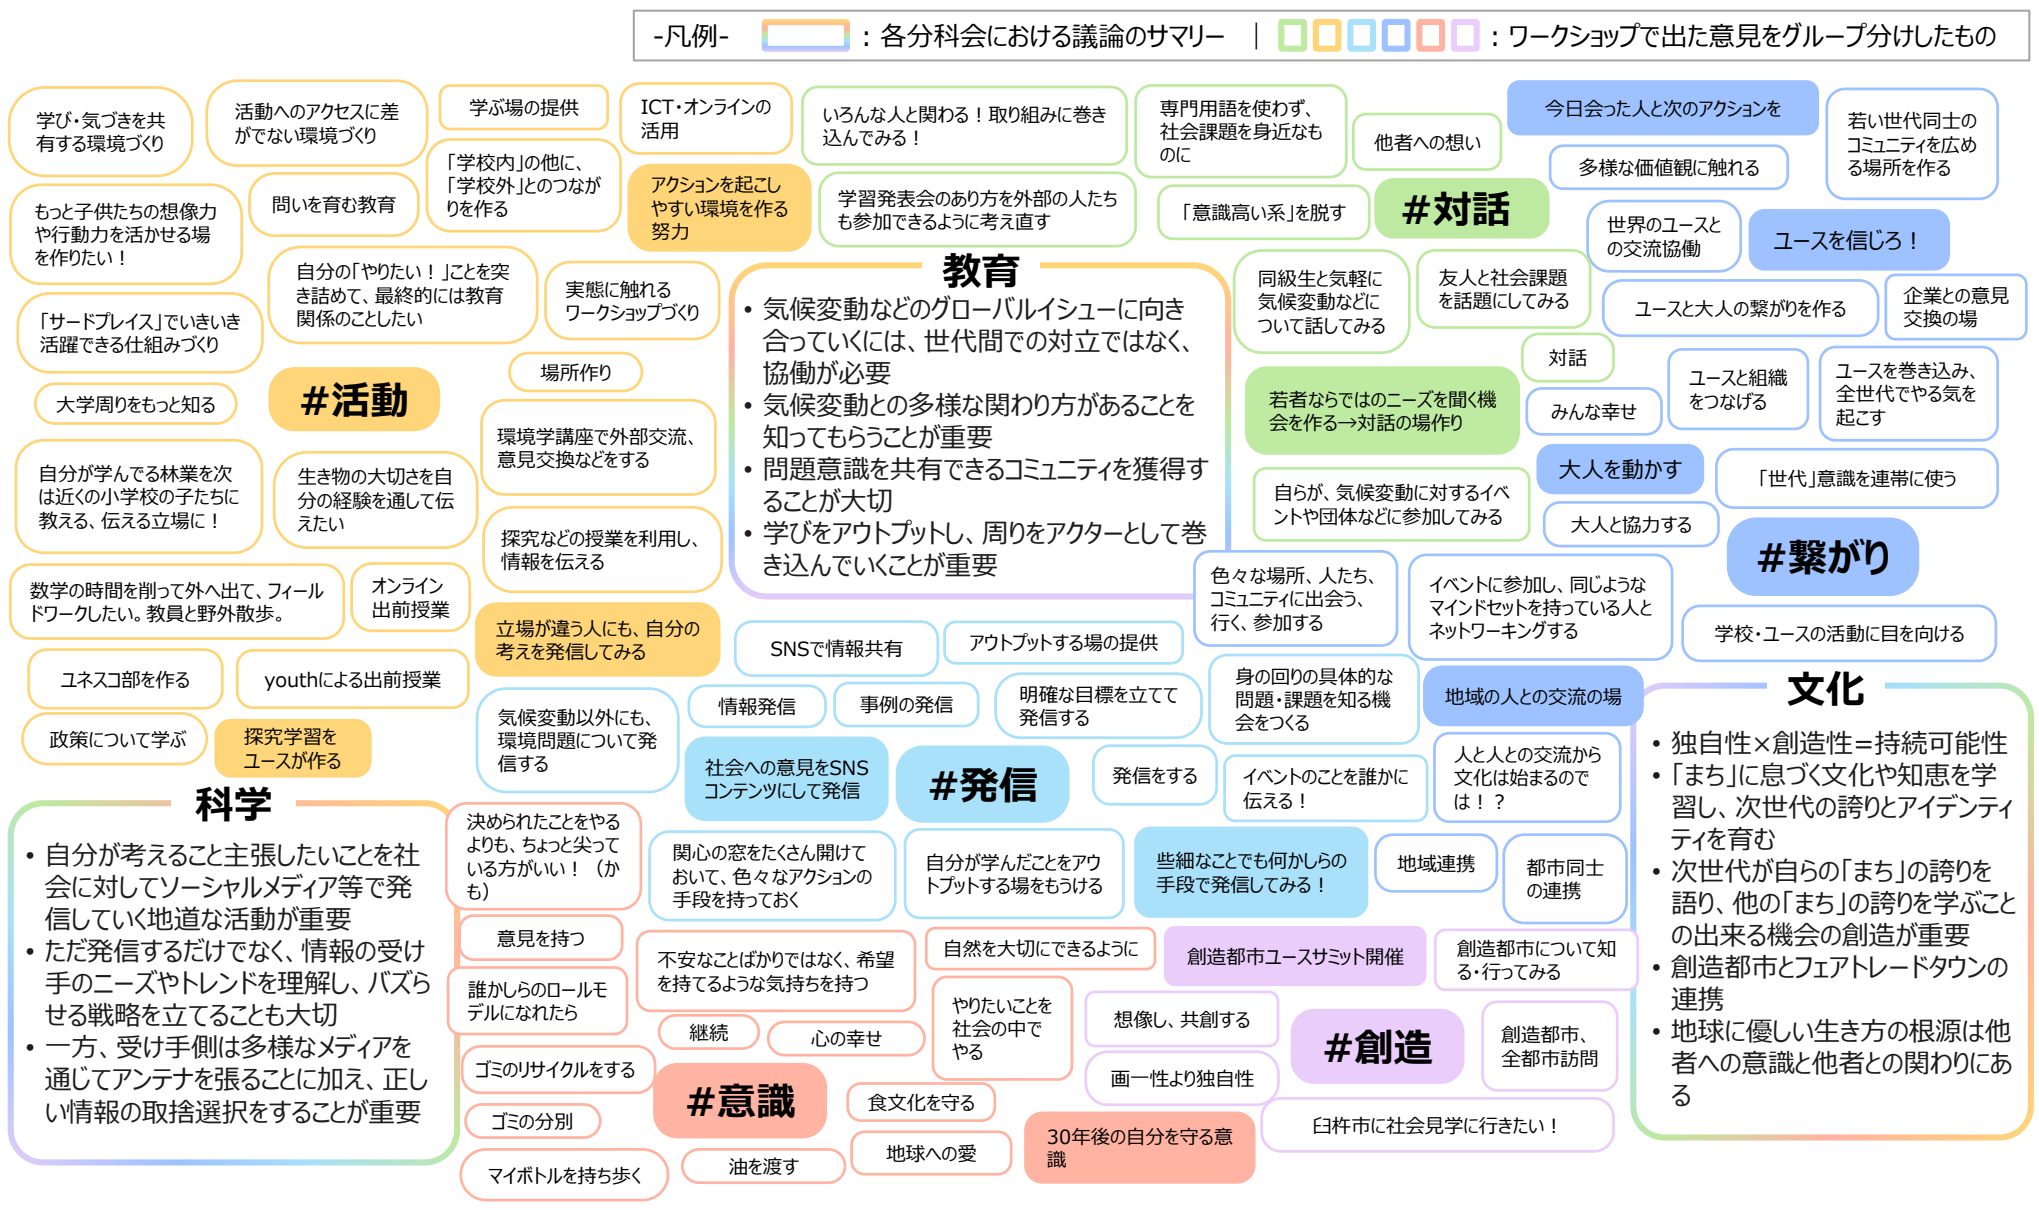 -凡例-　：各分科会における議論のサマリー　｜　：ワークショップで出た意見をグループ分けしたもの
学び・気づきを共
有する環境づくり
活動へのアクセスに差
がでない環境づくり
学ぶ場の提供
ICT・オンラインの
活用
「学校内」の他に、
「学校外」とのつなが
りを作る
アクションを起こし
やすい環境を作る
努力
もっと子供たちの想像力
や行動力を活かせる場
を作りたい！
問いを育む教育
自分の「やりたい！」ことを突
き詰めて、最終的には教育
関係のことしたい
実態に触れる
ワークショップづくり
「サードプレイス」でいきいき
活躍できる仕組みづくり
場所作り
大学周りをもっと知る
#活動
環境学講座で外部交流、
意見交換などをする
自分が学んでる林業を次
は近くの小学校の子たちに
教える、伝える立場に！
生き物の大切さを自
分の経験を通して伝
えたい
探究などの授業を利用し、
情報を伝える
数学の時間を削って外へ出て、フィール
ドワークしたい。教員と野外散歩。
オンライン
出前授業
立場が違う人にも、自分の
考えを発信してみる
ユネスコ部を作る
youthによる出前授業
政策について学ぶ
探究学習を
ユースが作る
いろんな人と関わる！取り組みに巻き
込んでみる！
専門用語を使わず、
社会課題を身近なも
のに
他者への想い
学習発表会のあり方を外部の人たち
も参加できるように考え直す
「意識高い系」を脱す
#対話
同級生と気軽に
気候変動などに
ついて話してみる
友人と社会課題
を話題にしてみる
対話
若者ならではのニーズを聞く機
会を作る→対話の場作り
自らが、気候変動に対するイベ
ントや団体などに参加してみる
今日会った人と次のアクションを
若い世代同士の
コミュニティを広め
る場所を作る
多様な価値観に触れる
世界のユースと
の交流協働
ユースを信じろ！
ユースと大人の繋がりを作る
企業との意見
交換の場
みんな幸せ
ユースと組織
をつなげる
ユースを巻き込み、
全世代でやる気を
起こす
大人を動かす
「世代」意識を連帯に使う
大人と協力する
#繋がり
色々な場所、人たち、
コミュニティに出会う、
行く、参加する
イベントに参加し、同じような
マインドセットを持っている人と
ネットワーキングする
学校・ユースの活動に目を向ける
地域の人との交流の場
人と人との交流から
文化は始まるので
は！？
地域連携
都市同士
の連携
教育
• 気候変動などのグローバルイシューに向き
合っていくには、世代間での対立ではなく、
協働が必要
• 気候変動との多様な関わり方があることを
知ってもらうことが重要
• 問題意識を共有できるコミュニティを獲得す
ることが大切
• 学びをアウトプットし、周りをアクターとして巻
き込んでいくことが重要
SNSで情報共有
アウトプットする場の提供
気候変動以外にも、
環境問題について発
信する
情報発信
事例の発信
明確な目標を立てて
発信する
身の回りの具体的な
問題・課題を知る機
会をつくる
社会への意見をSNS
コンテンツにして発信
#発信
発信をする
イベントのことを誰かに
伝える！
関心の窓をたくさん開けて
おいて、色々なアクションの
手段を持っておく
自分が学んだことをアウ
トプットする場をもうける
些細なことでも何かしらの
手段で発信してみる！
科学
• 自分が考えること主張したいことを社
会に対してソーシャルメディア等で発
信していく地道な活動が重要
• ただ発信するだけでなく、情報の受け
手のニーズやトレンドを理解し、バズら
せる戦略を立てることも大切
• 一方、受け手側は多様なメディアを
通じてアンテナを張ることに加え、正し
い情報の取捨選択をすることが重要
決められたことをやる
よりも、ちょっと尖って
いる方がいい！（か
も）
意見を持つ
誰かしらのロールモ
デルになれたら
不安なことばかりではなく、希望
を持てるような気持ちを持つ
自然を大切にできるように
継続
心の幸せ
やりたいことを
社会の中で
やる
ゴミのリサイクルをする
#意識
食文化を守る
ゴミの分別
マイボトルを持ち歩く
油を渡す
地球への愛
30年後の自分を守る意
識
創造都市ユースサミット開催
創造都市について知
る・行ってみる
想像し、共創する
#創造
創造都市、
全都市訪問
画一性より独自性
臼杵市に社会見学に行きたい！
文化
• 独自性×創造性=持続可能性
• 「まち」に息づく文化や知恵を学
習し、次世代の誇りとアイデンティ
ティを育む
• 次世代が自らの「まち」の誇りを
語り、他の「まち」の誇りを学ぶこと
の出来る機会の創造が重要
• 創造都市とフェアトレードタウンの
連携
• 地球に優しい生き方の根源は他
者への意識と他者との関わりにあ
る